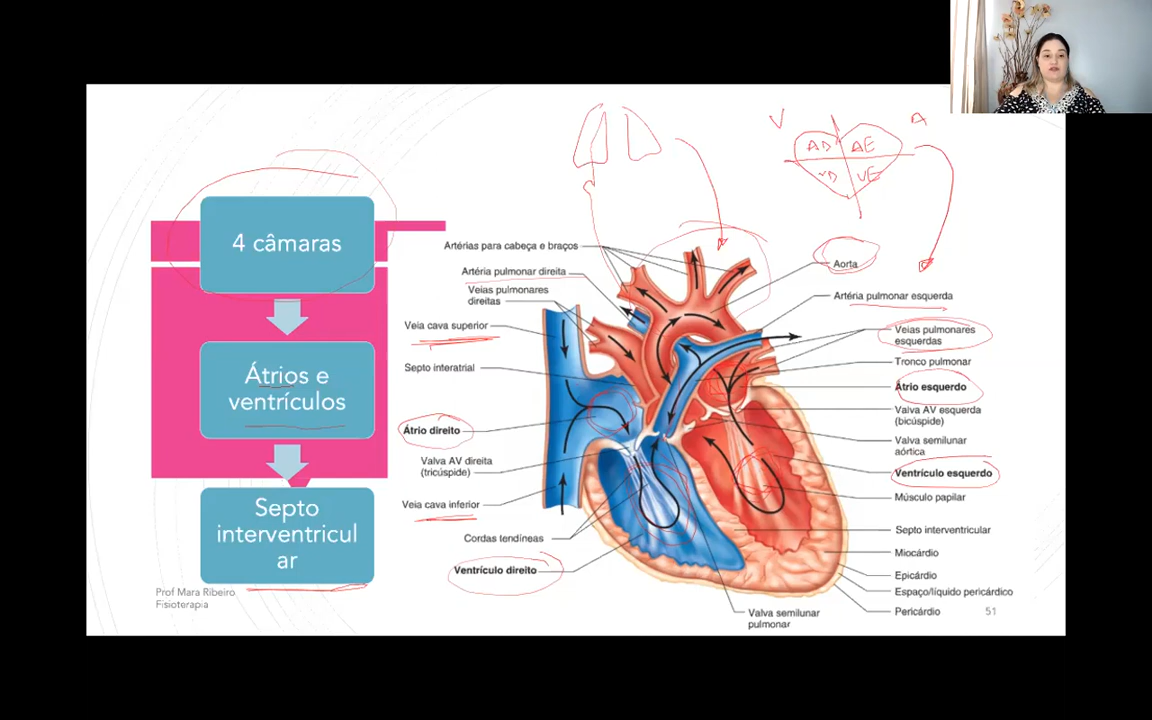 4 câmaras
Átrios e
ventrículos
Septo
interventricul
ar
Prof Mara Ribeiro
Fisioterapia
V
A
AD
AE
VD
VE
Artérias para cabeça e braços
Artéria pulmonar direita
Veias pulmonares
direitas
Veia cava superior
Septo interatrial
Átrio direito
Valva AV direita
(tricúspide)
Veia cava inferior
Cordas tendíneas
Ventrículo direito
Aorta
Artéria pulmonar esquerda
Veias pulmonares
esquerdas
Tronco pulmonar
Átrio esquerdo
Valva AV esquerda
(bicúspide)
Valva semilunar
aórtica
Ventrículo esquerdo
Músculo papilar
Septo interventricular
Miocárdio
Epicárdio
Espaço/líquido pericárdico
Pericárdio
Valva semilunar
pulmonar
51